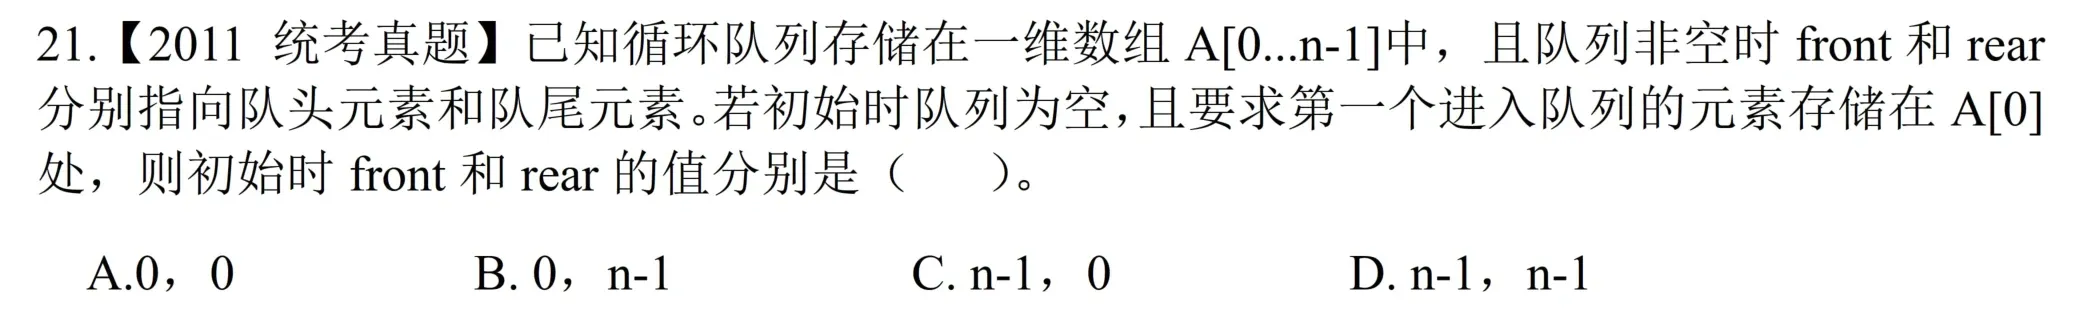 21.【2011 统考真题】已知循环队列存储在一维数组 A[0...n-1]中，且队列非空时 front 和 rear
分别指向队头元素和队尾元素。若初始时队列为空，且要求第一个进入队列的元素存储在 A[0]
处，则初始时 front 和 rear 的值分别是（　　）。
A.0，0　　B. 0，n-1　　C. n-1，0　　D. n-1，n-1